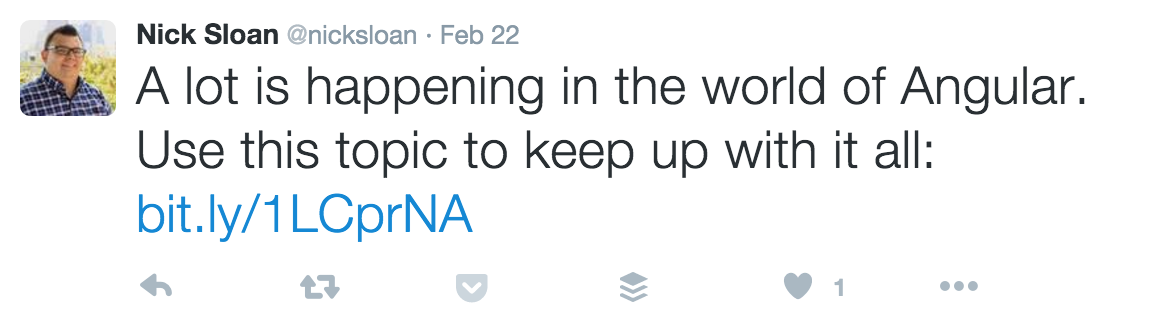 Nick Sloan @nicksloan · Feb 22
A lot is happening in the world of Angular.
Use this topic to keep up with it all:
bit.ly/1LCprNA
1